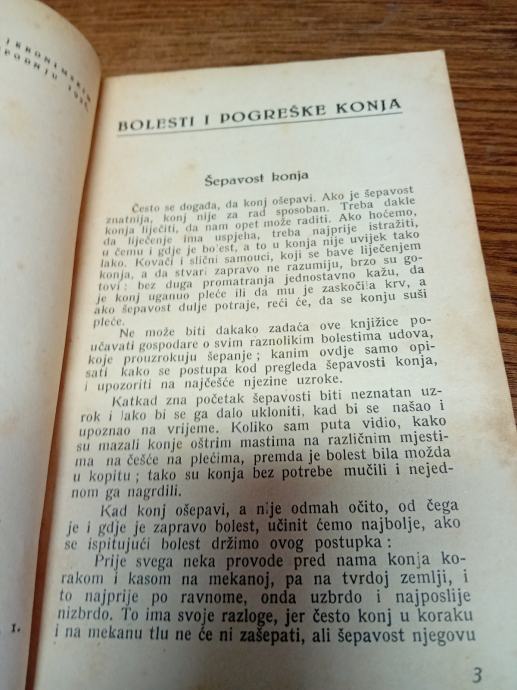 JERONIMSKA
BOLESTI I POGREŠKE KONJA
Šepavost konja
Često se događa, da konj ošepavi. Ako je šepavost
znatnija, konj nije za rad sposoban. Treba dakle
konja liječiti, da nam opet može raditi. Ako hoćemo,
da liječenje ima uspjeha, treba najprije istražiti,
u čemu i gdje je bolest, a to u konja nije uvijek tako
lako. Kovači i slični samouci, koji se bave liječenjem
konja, a da stvari zapravo ne razumiju, brzo su go-
tovi: bez duga promatranja jednostavno kažu, da
je konj uganuo pleće ili da mu je zaskočila krv, a
ako šepavost dulje potraje, reći će, da se konju suši
pleće.
Ne može biti dakako zadaća ove knjižice po-
učavati gospodare o svim raznolikim bolestima udova,
koje prouzrokuju šepanje; kanim ovdje samo opi-
sati kako se postupa kod pregleda šepavosti konja,
i upozoriti na najčešće njezine uzroke.
Katkad zna početak šepavosti biti neznatan uz-
rok i lako bi se ga dalo ukloniti, kad bi se našao i
upoznao na vrijeme. Koliko sam puta vidio, kako
su mazali konje oštrim mastima na različnim mjesti-
ma na češće na plećima, premda je bolest bila možda
u kopitu; tako su konja bez potrebe mučili i nejed-
nom ga nagrdili.
Kad konj ošepavi, a nije odmah očito, od čega
je i gdje je zapravo bolest, učinit ćemo najbolje, ako
se ispitujući bolest držimo ovog postupka:
Prije svega neka provode pred nama konja ko-
rakom i kasom na mekanoj, pa na tvrdoj zemlji, i
to najprije po ravnome, onda uzbrdo i najposlije
nizbrdo. To ima svoje razloge, jer često konj u koraku
i na mekanu tlu ne će ni zašepati, ali šepavost njegovu
1.
3